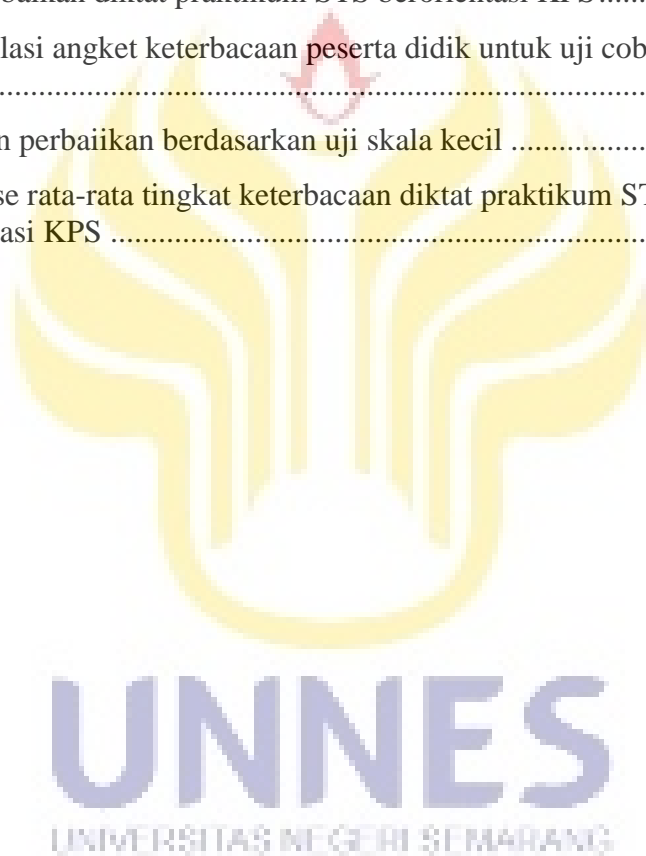 baikan diktat praktikum STS berorientasi KPS.......
lasi angket keterbacaan peserta didik untuk uji cob
................................................................................
n perbaiikan berdasarkan uji skala kecil ..................
se rata-rata tingkat keterbacaan diktat praktikum ST
asi KPS ..................................................................
UNNES
UNIVERSITAS NEGERI SEMARANG